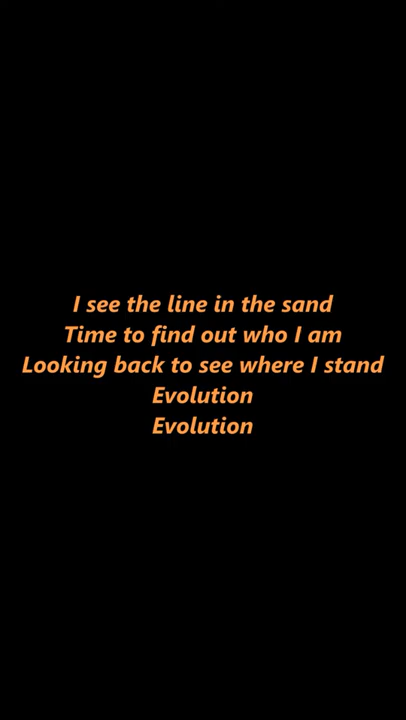 I see the line in the sand
Time to find out who I am
Looking back to see where I stand
Evolution
Evolution